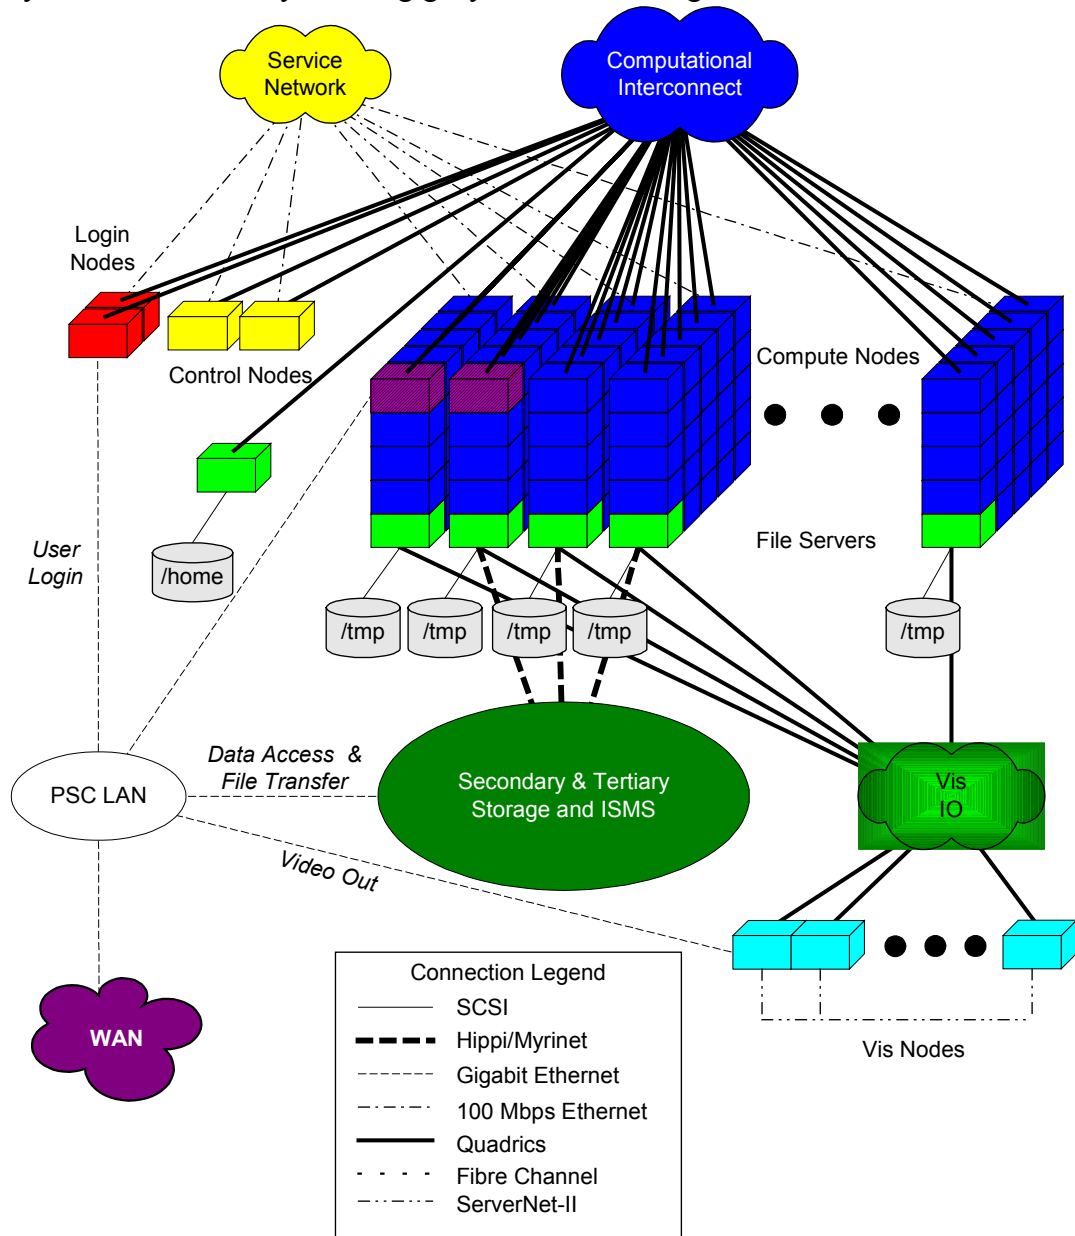 Service
Network
Computational
Interconnect
Login
Nodes
Control Nodes
Compute Nodes
User
Login
/home
File Servers
/tmp
/tmp
/tmp
/tmp
/tmp
PSC LAN
Data Access &
File Transfer
Secondary & Tertiary
Storage and ISMS
Vis
IO
Video Out
WAN
Vis Nodes
Connection Legend
SCSI
Hippi/Myrinet
Gigabit Ethernet
100 Mbps Ethernet
Quadrics
Fibre Channel
ServerNet-II